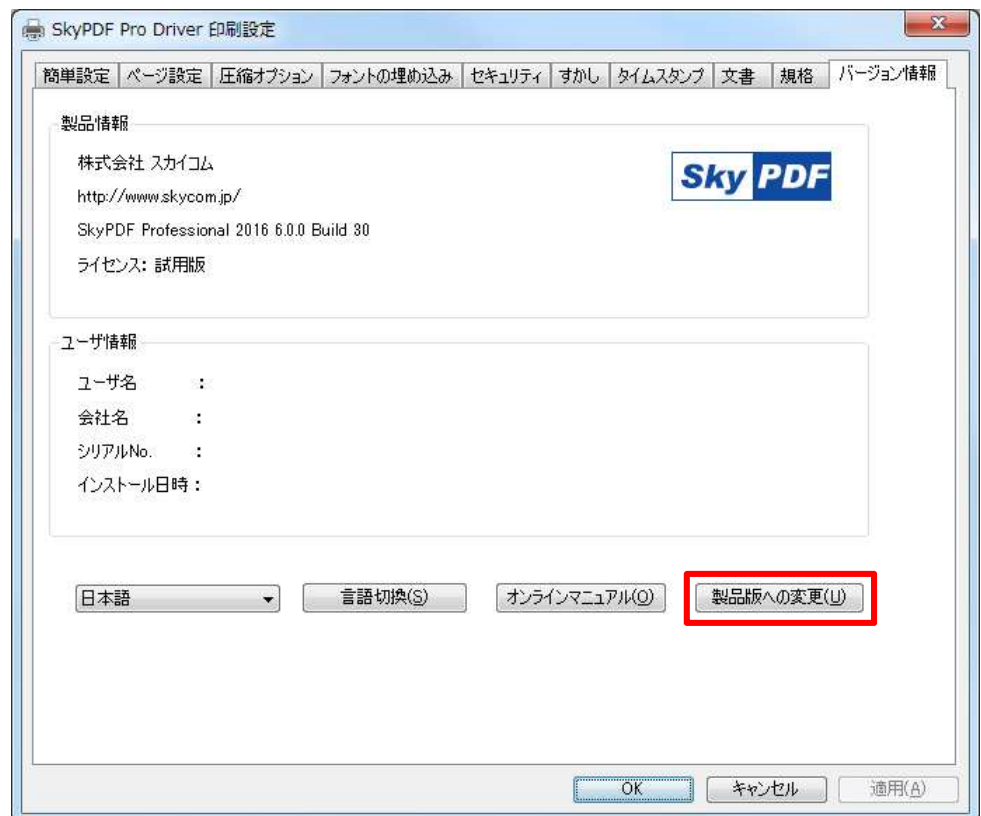 SkyPDF Pro Driver 印刷設定
簡単設定 ページ設定 圧縮オプション フォントの埋め込み セキュリティ すかし タイムスタンプ 文書 規格 バージョン情報
製品情報
株式会社 スカイコム
http://www.skycom.jp/
SkyPDF Professional 2016 6.0.0 Build 30
ライセンス: 試用版
Sky PDF
ユーザ情報
ユーザ名 :
会社名 :
シリアルNo. :
インストール日時 :
日本語 言語切換(S) オンラインマニュアル(O) 製品版への変更(U)
OK キャンセル 適用(A)